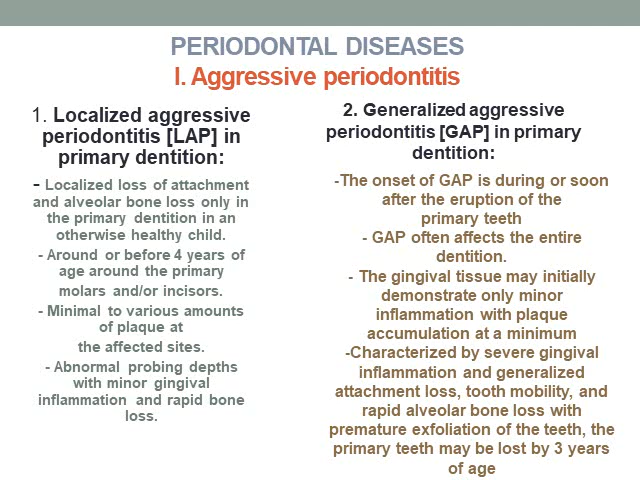 PERIODONTAL DISEASES
I. Aggressive periodontitis
1. Localized aggressive
periodontitis [LAP] in
primary dentition:
- Localized loss of attachment
and alveolar bone loss only in
the primary dentition in an
otherwise healthy child.
- Around or before 4 years of
age around the primary
molars and/or incisors.
- Minimal to various amounts
of plaque at
the affected sites.
- Abnormal probing depths
with minor gingival
inflammation and rapid bone
loss.
2. Generalized aggressive
periodontitis [GAP] in primary
dentition:
-The onset of GAP is during or soon
after the eruption of the
primary teeth
- GAP often affects the entire
dentition.
- The gingival tissue may initially
demonstrate only minor
inflammation with plaque
accumulation at a minimum
-Characterized by severe gingival
inflammation and generalized
attachment loss, tooth mobility, and
rapid alveolar bone loss with
premature exfoliation of the teeth, the
primary teeth may be lost by 3 years
of age